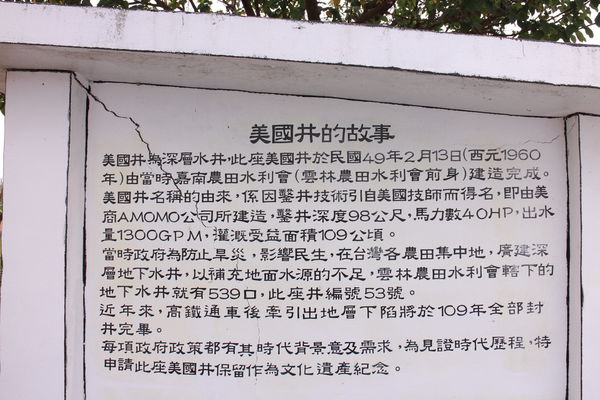 美國井的故事
美國井為深層水井,此座美國井於民國49年2月13日(西元1960
年)由當時嘉南農田水利會(雲林農田水利會前身)建造完成。
美國井名稱的由來,係因鑿井技術引自美國技師而得名,即由美
商AMOMO公司所建造,鑿井深度98公尺,馬力數40HP,出水
量1300GPM,灌溉受益面積109公頃。
當時政府為防止旱災,影響民生,在台灣各農田集中地,廣建深
層地下水井,以補充地面水源的不足,雲林農田水利會轄下的
地下水井就有539口,此座井編號53號。
近年來,高鐵通車後牽引出地層下陷將於109年全部封
井完畢。
每項政府政策都有其時代背景意及需求,為見證時代歷程,特
申請此座美國井保留作為文化遺產紀念。